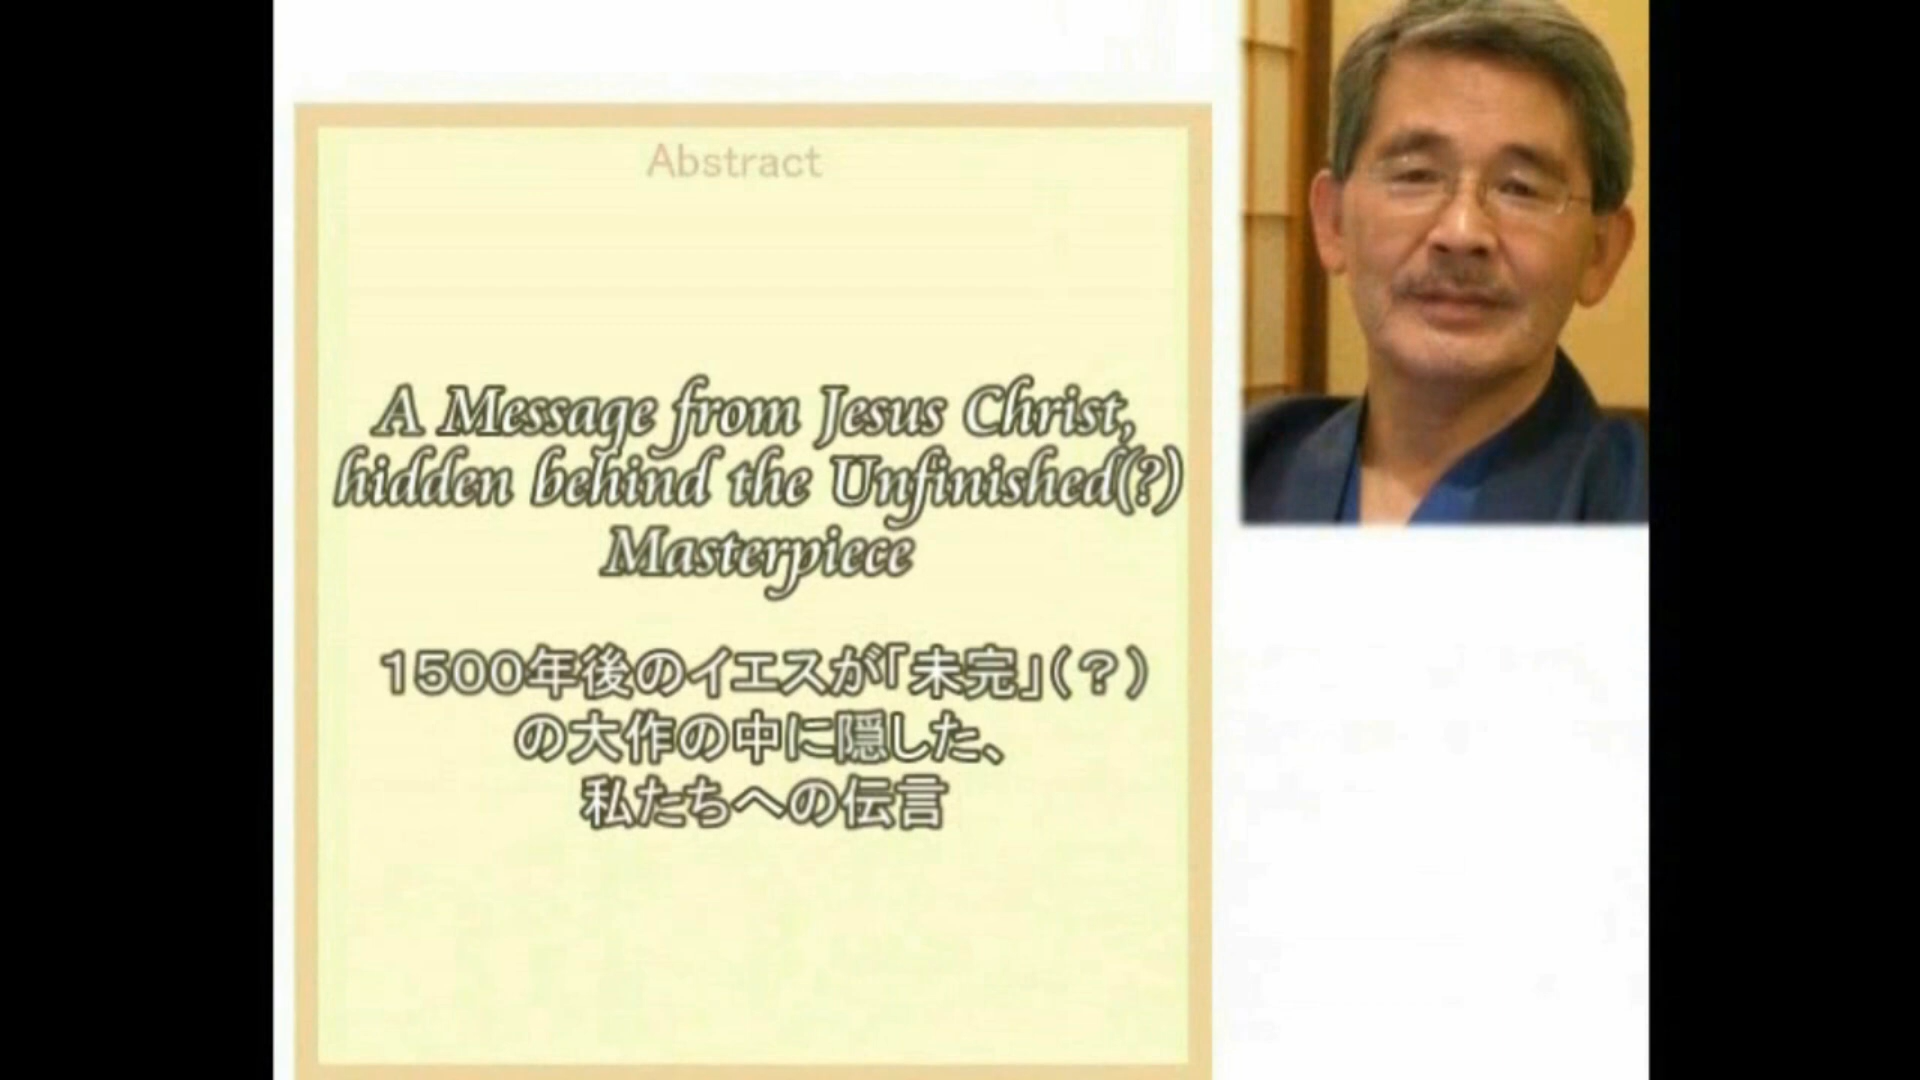 Abstract
A Message from Jesus Christ,
hidden behind the Unfinished(?)
Masterpiece
１５００年後のイエスが「未完」（？）
の大作の中に隠した、
私たちへの伝言